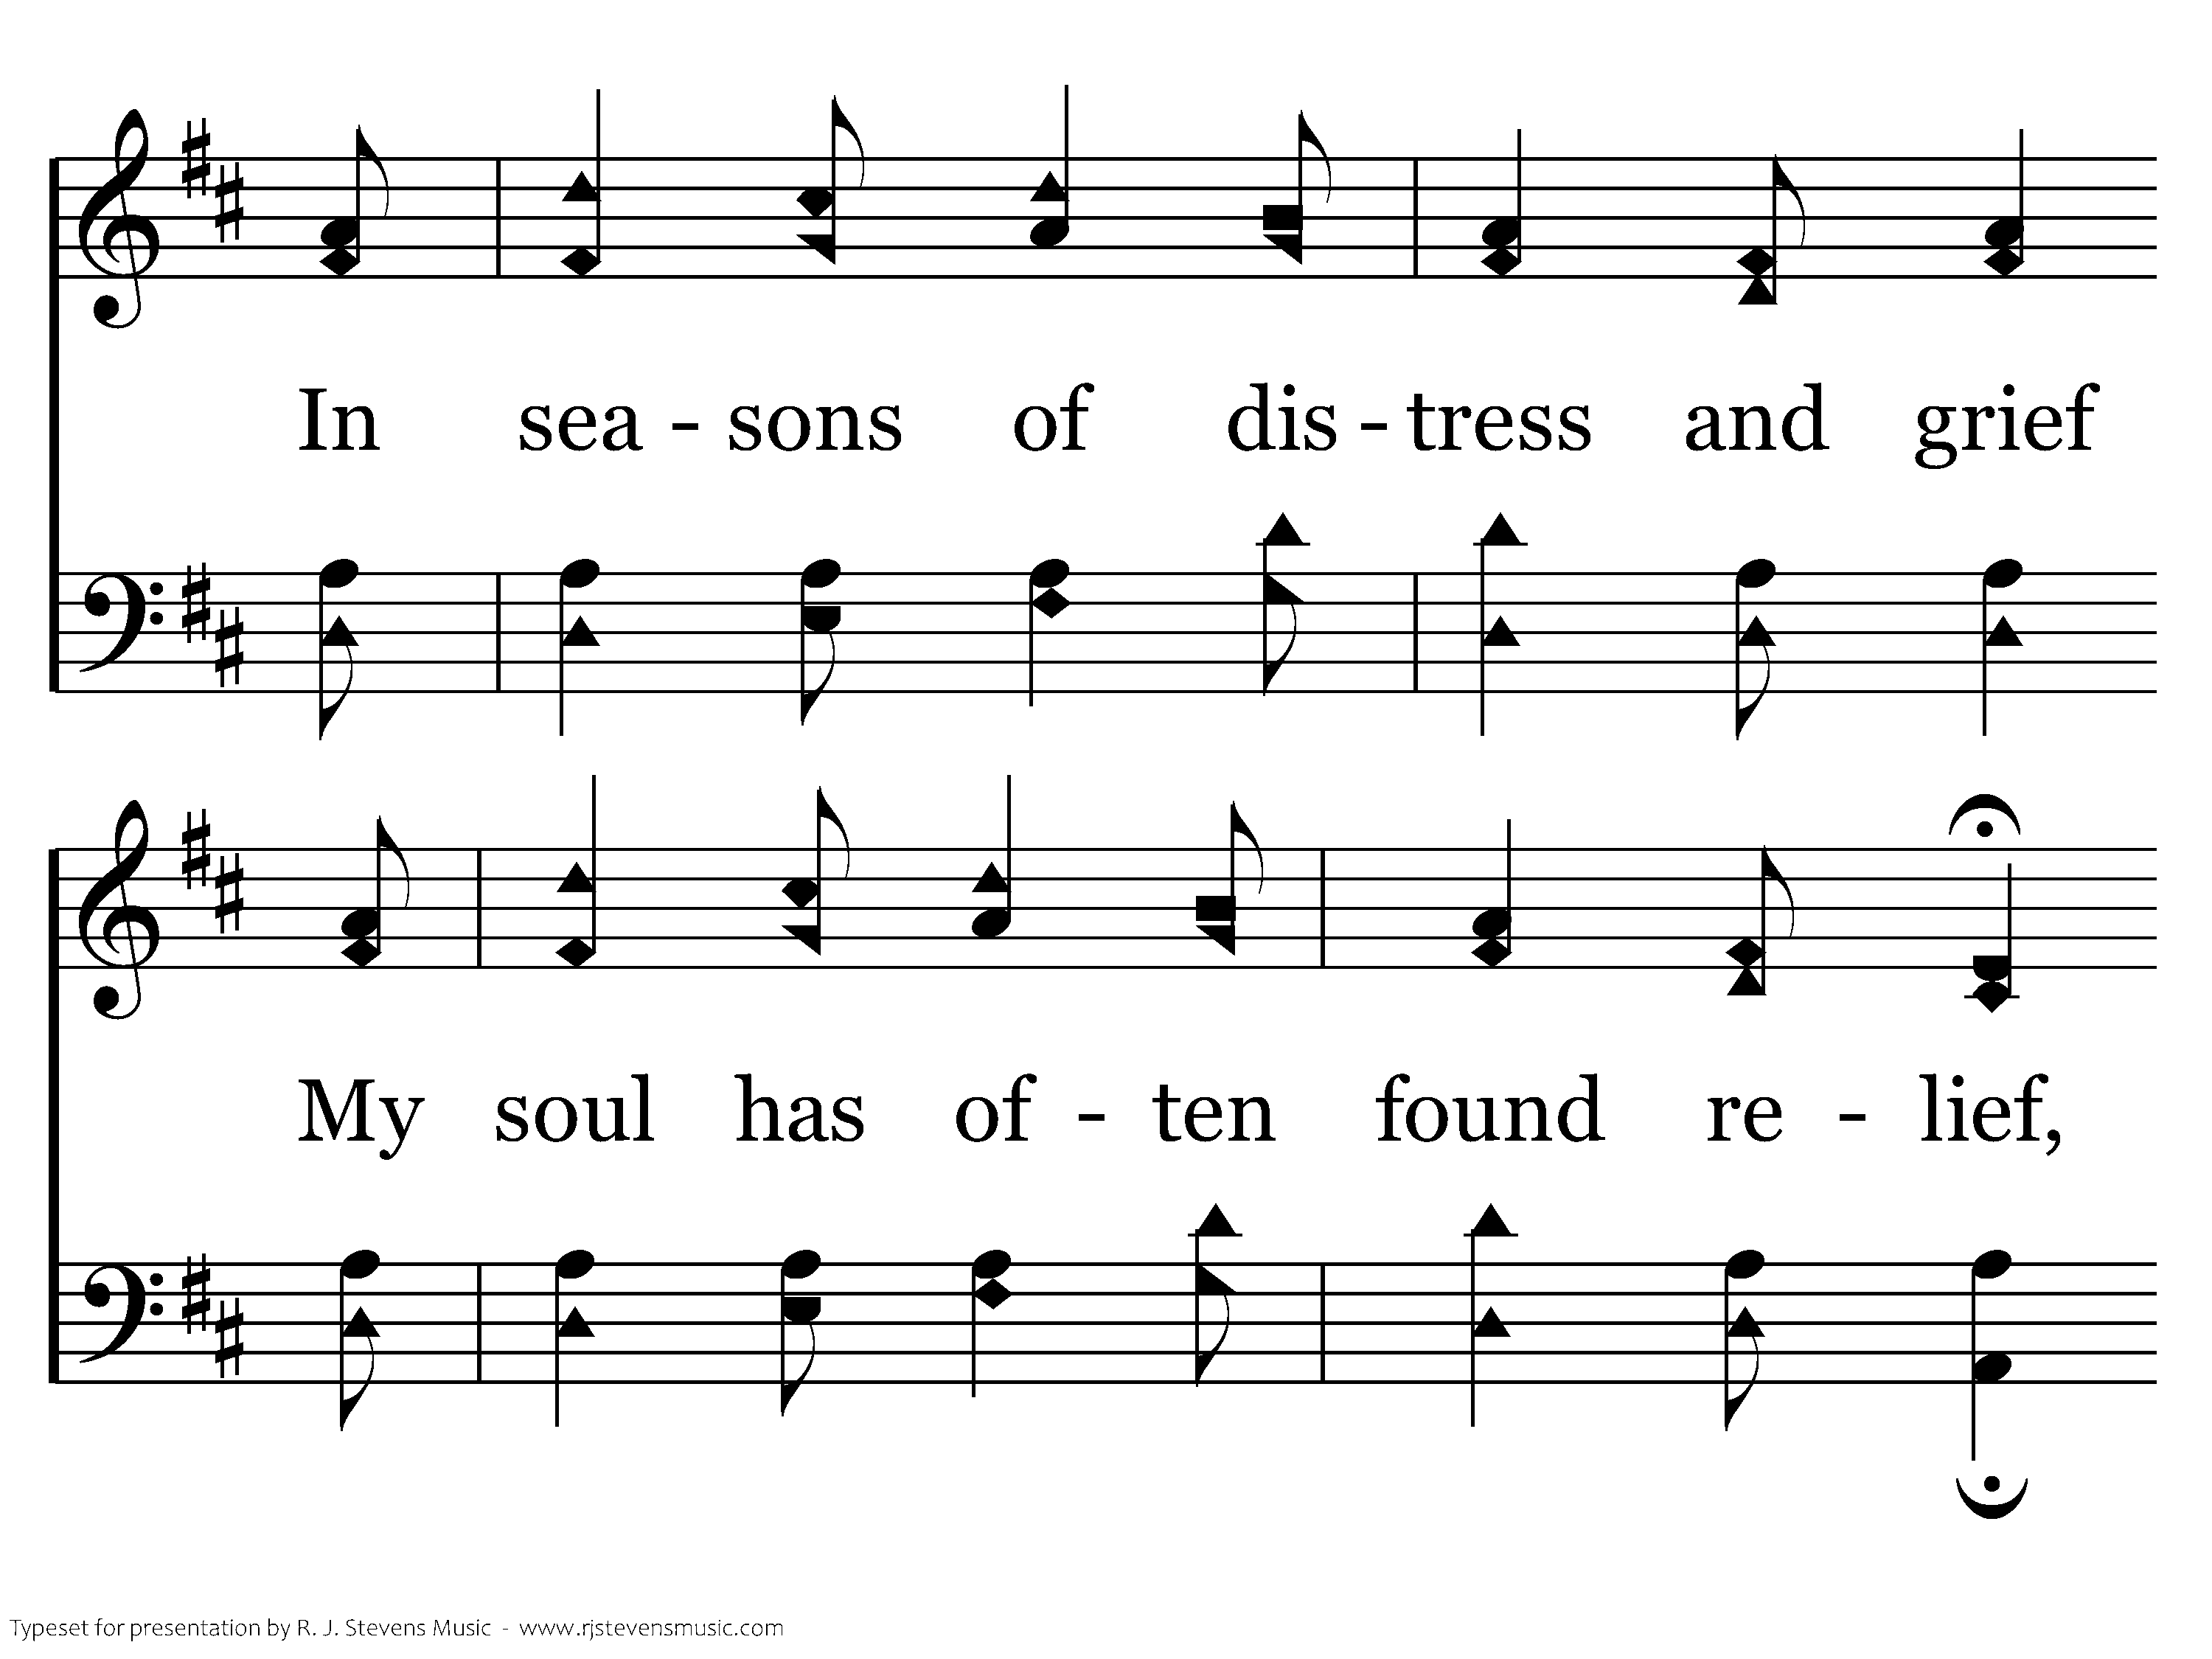 In sea - sons of dis - tress and grief
My soul has of - ten found re - lief,
Typeset for presentation by R. J. Stevens Music - www.rjstevensmusic.com